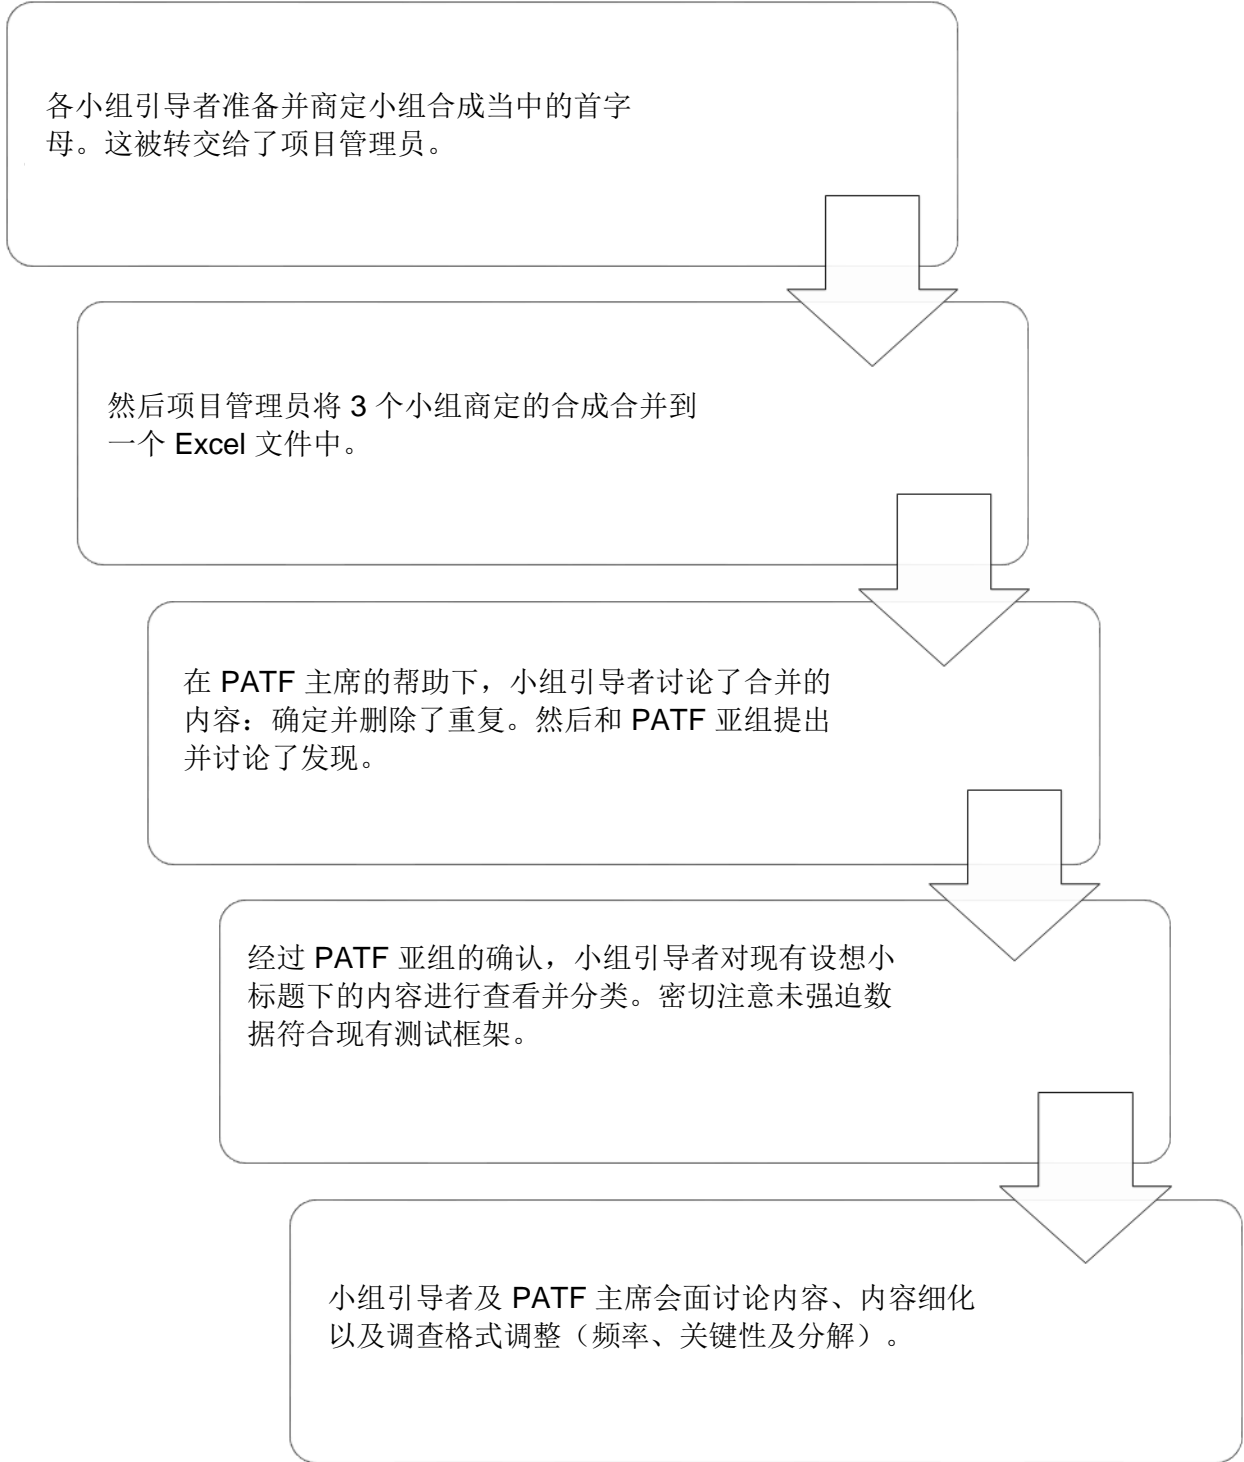 各小组引导者准备并商定小组合成当中的首字
母。这被转交给了项目管理员。
然后项目管理员将 3 个小组商定的合成合并到
一个 Excel 文件中。
在 PATF 主席的帮助下，小组引导者讨论了合并的
内容：确定并删除了重复。然后和 PATF 亚组提出
并讨论了发现。
经过 PATF 亚组的确认，小组引导者对现有设想小
标题下的内容进行查看并分类。密切注意未强迫数
据符合现有测试框架。
小组引导者及 PATF 主席会面讨论内容、内容细化
以及调查格式调整（频率、关键性及分解）。